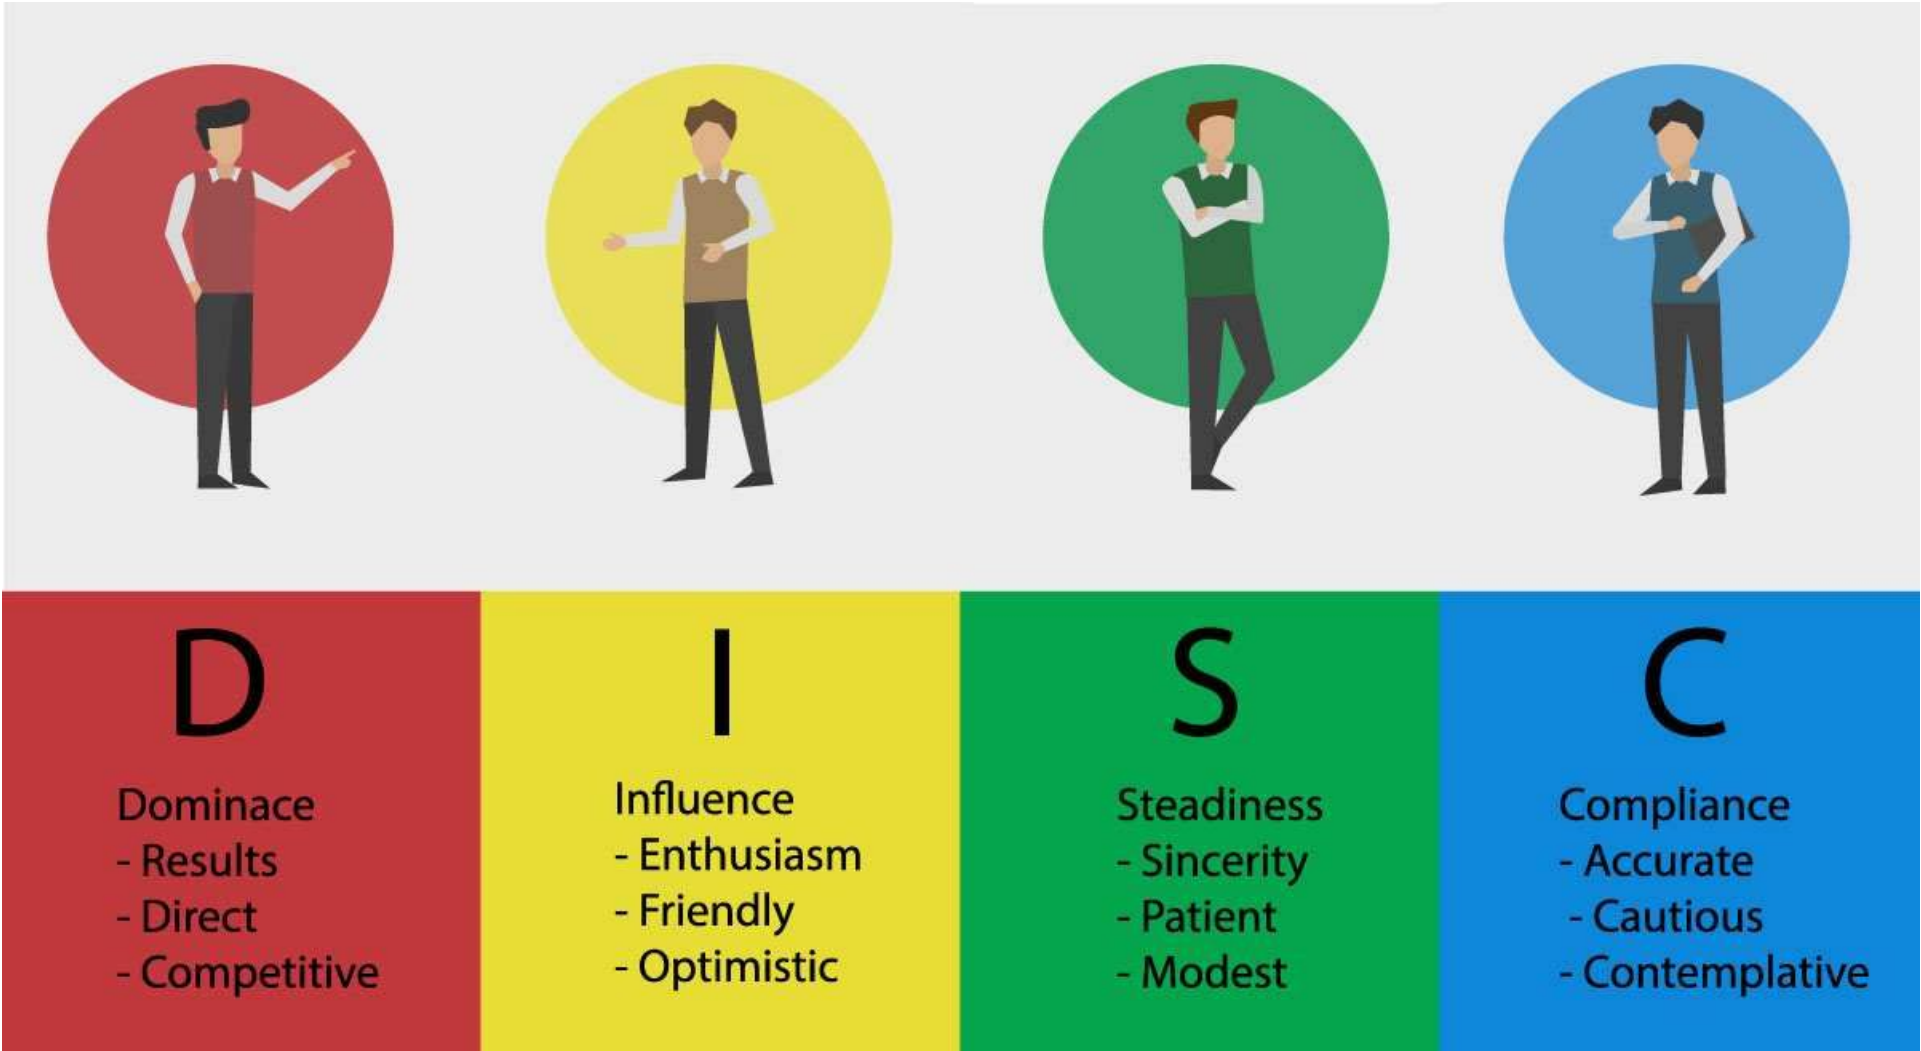 D
Dominace
- Results
- Direct
- Competitive
I
Influence
- Enthusiasm
- Friendly
- Optimistic
S
Steadiness
- Sincerity
- Patient
- Modest
C
Compliance
- Accurate
- Cautious
- Contemplative